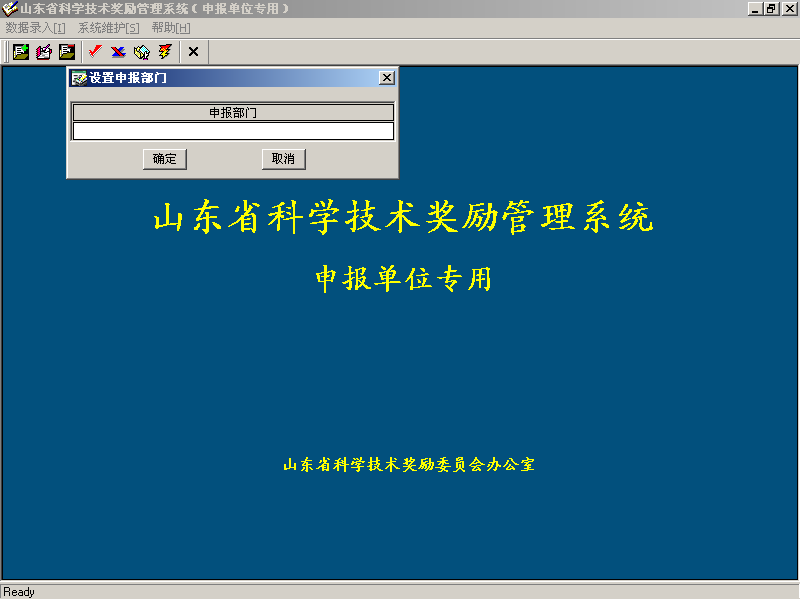 山东省科学技术奖励管理系统（申报单位专用）
数据录入[I] 系统维护[S] 帮助[H]
设置申报部门
申报部门
确定 取消
山东省科学技术奖励管理系统
申报单位专用
山东省科学技术奖励委员会办公室
Ready